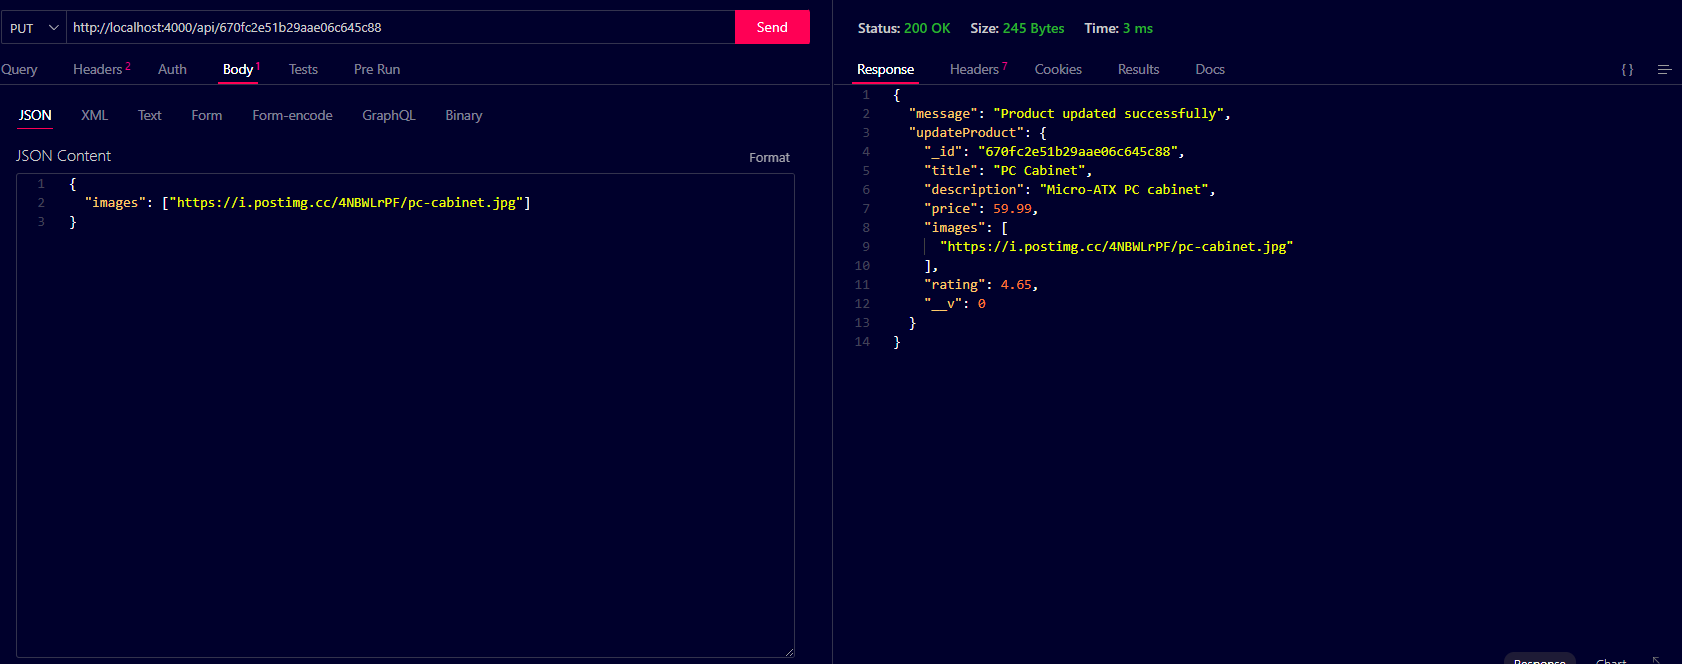 PUT http://localhost:4000/api/670fc2e51b29aae06c645c88 Send
Query Headers 2 Auth Body 1 Tests Pre Run
JSON XML Text Form Form-encode GraphQL Binary
JSON Content Format
1 {
2 "images": ["https://i.postimg.cc/4NBWLrPF/pc-cabinet.jpg"]
3 }
Status: 200 OK Size: 245 Bytes Time: 3 ms
Response Headers 7 Cookies Results Docs {}
1 {
2 "message": "Product updated successfully",
3 "updateProduct": {
4 "_id": "670fc2e51b29aae06c645c88",
5 "title": "PC Cabinet",
6 "description": "Micro-ATX PC cabinet",
7 "price": 59.99,
8 "images": [
9 "https://i.postimg.cc/4NBWLrPF/pc-cabinet.jpg"
10 ],
11 "rating": 4.65,
12 "__v": 0
13 }
14 }
Response Chart